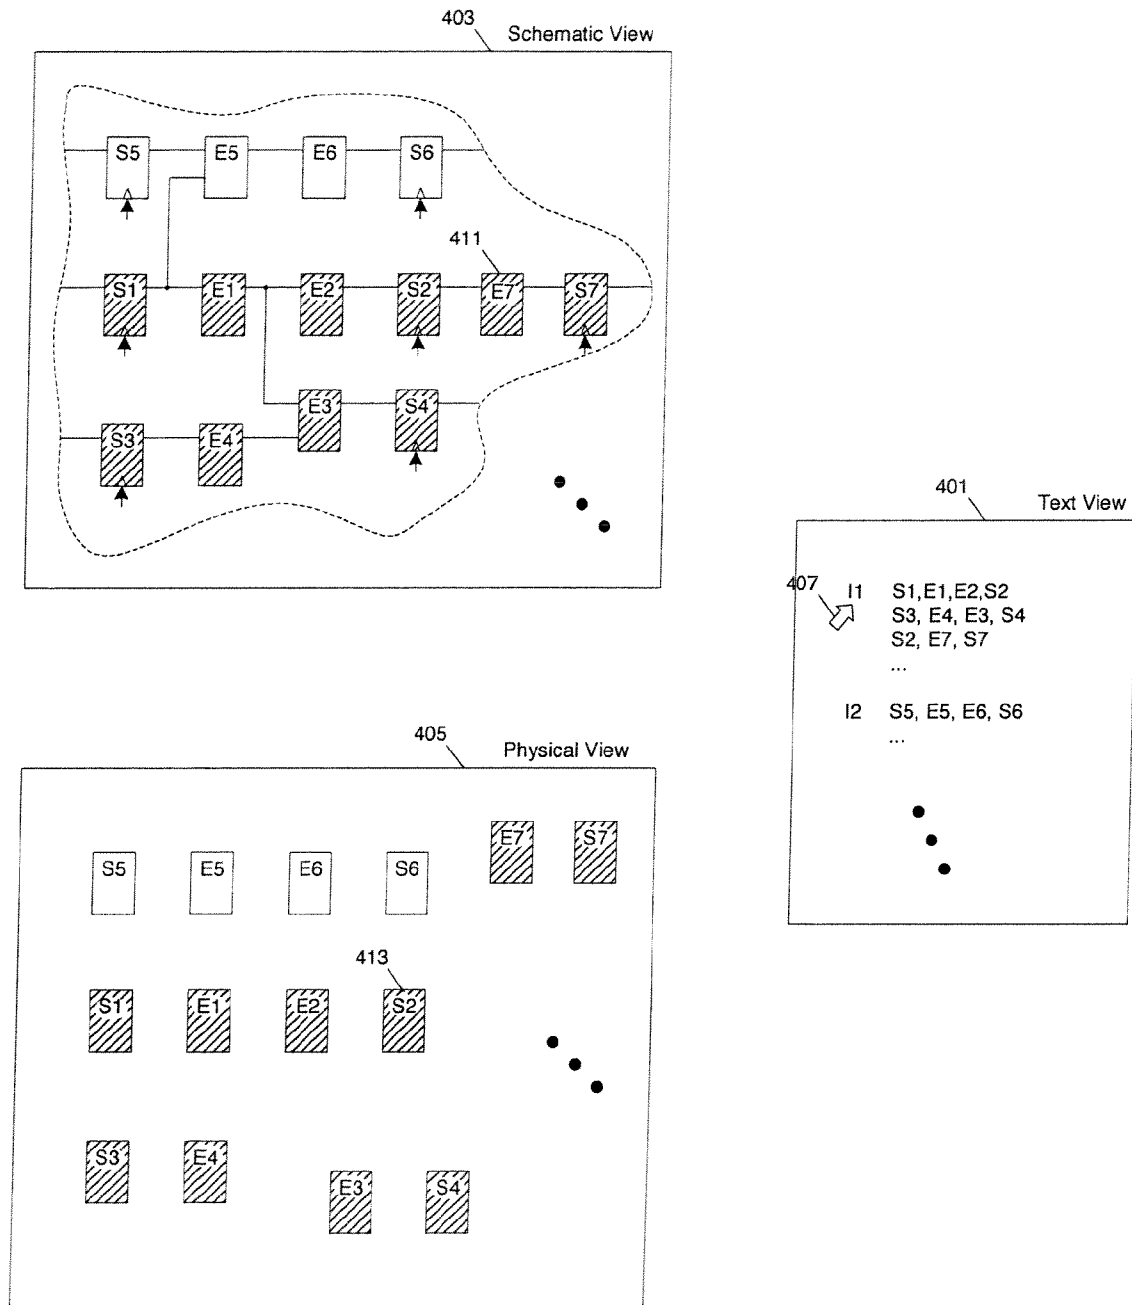 403
Schematic View
S5 E5 E6 S6
411
S1 E1 E2 S2 E7 S7
E3 S4
S3 E4
401
Text View
407
I1 S1,E1,E2,S2
S3, E4, E3, S4
S2, E7, S7
...
I2 S5, E5, E6, S6
...
405
Physical View
E7 S7
S5 E5 E6 S6
413
S1 E1 E2 S2
S3 E4
E3 S4